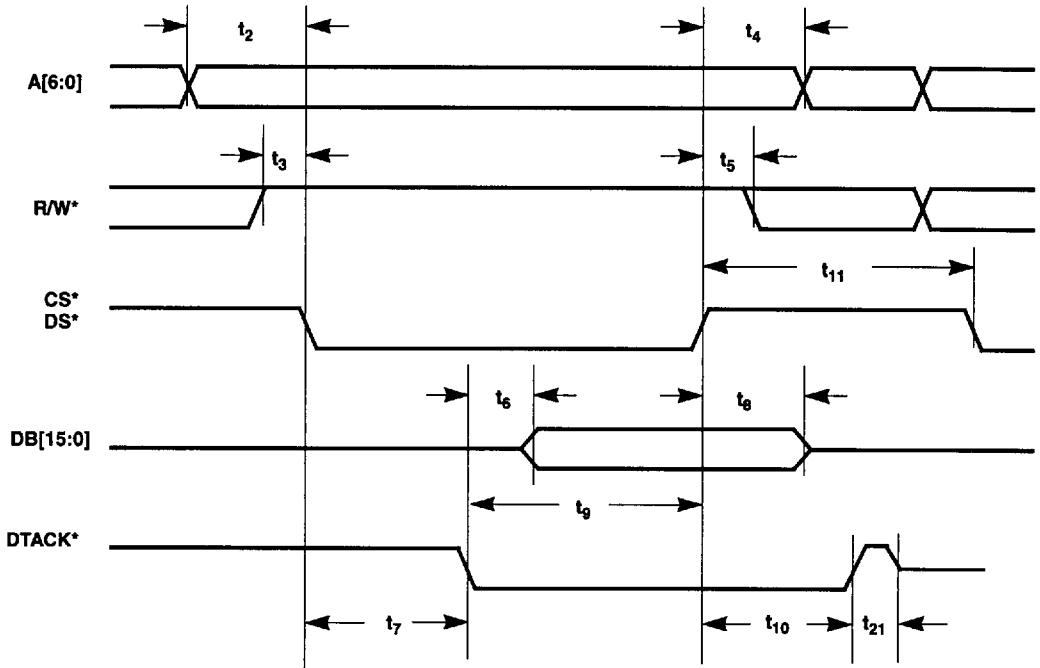 t2
t4
A[6:0]
t3
t5
R/W*
t11
CS*
DS*
t6
t8
DB[15:0]
t9
DTACK*
t7
t10
t21